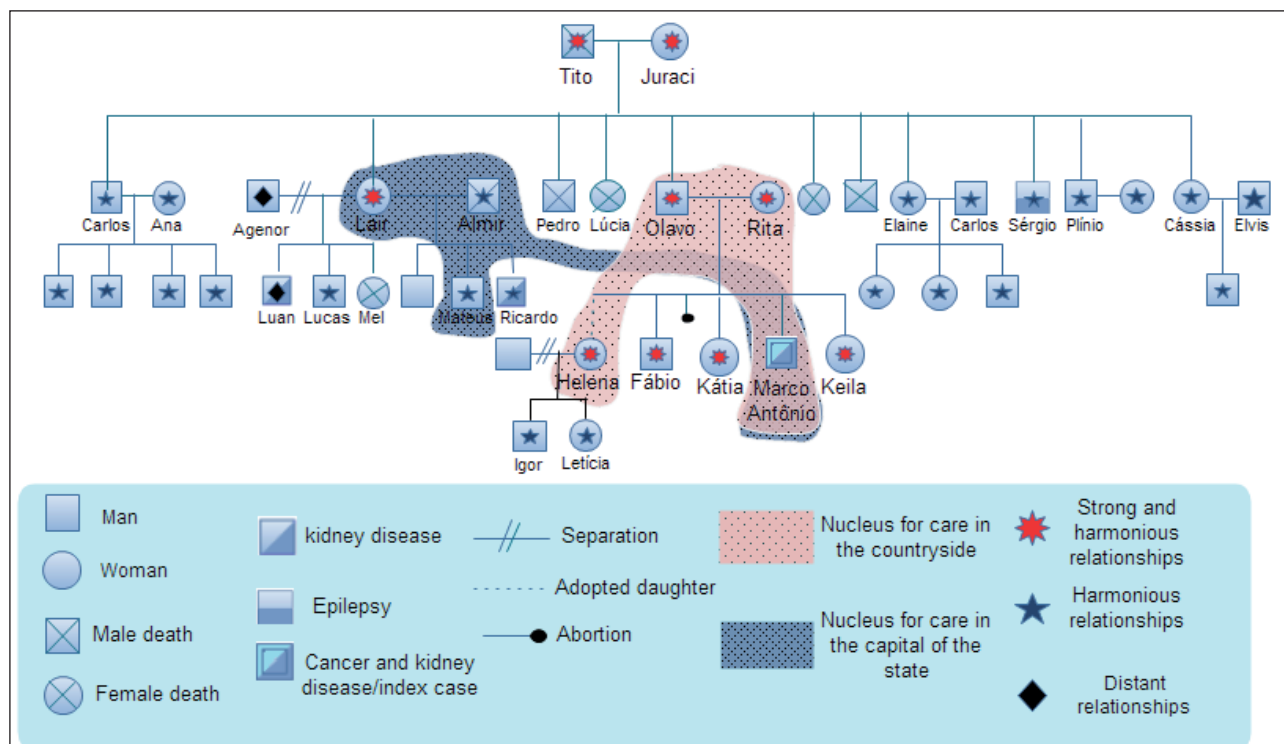 Tito Juraci
Carlos Ana Agenor Lair Almir Pedro Lúcia Olavo Rita Elaine Carlos Sérgio Plínio Cássia Elvis
Luan Lucas Mel Mateus Ricardo
Helena Fábio Kátia Marco Antônio Keila
Igor Letícia
Man
Woman
Male death
Female death
kidney disease
Epilepsy
Cancer and kidney
disease/index case
Separation
Adopted daughter
Abortion
Nucleus for care in
the countryside
Nucleus for care in
the capital of the
state
Strong and
harmonious
relationships
Harmonious
relationships
Distant
relationships